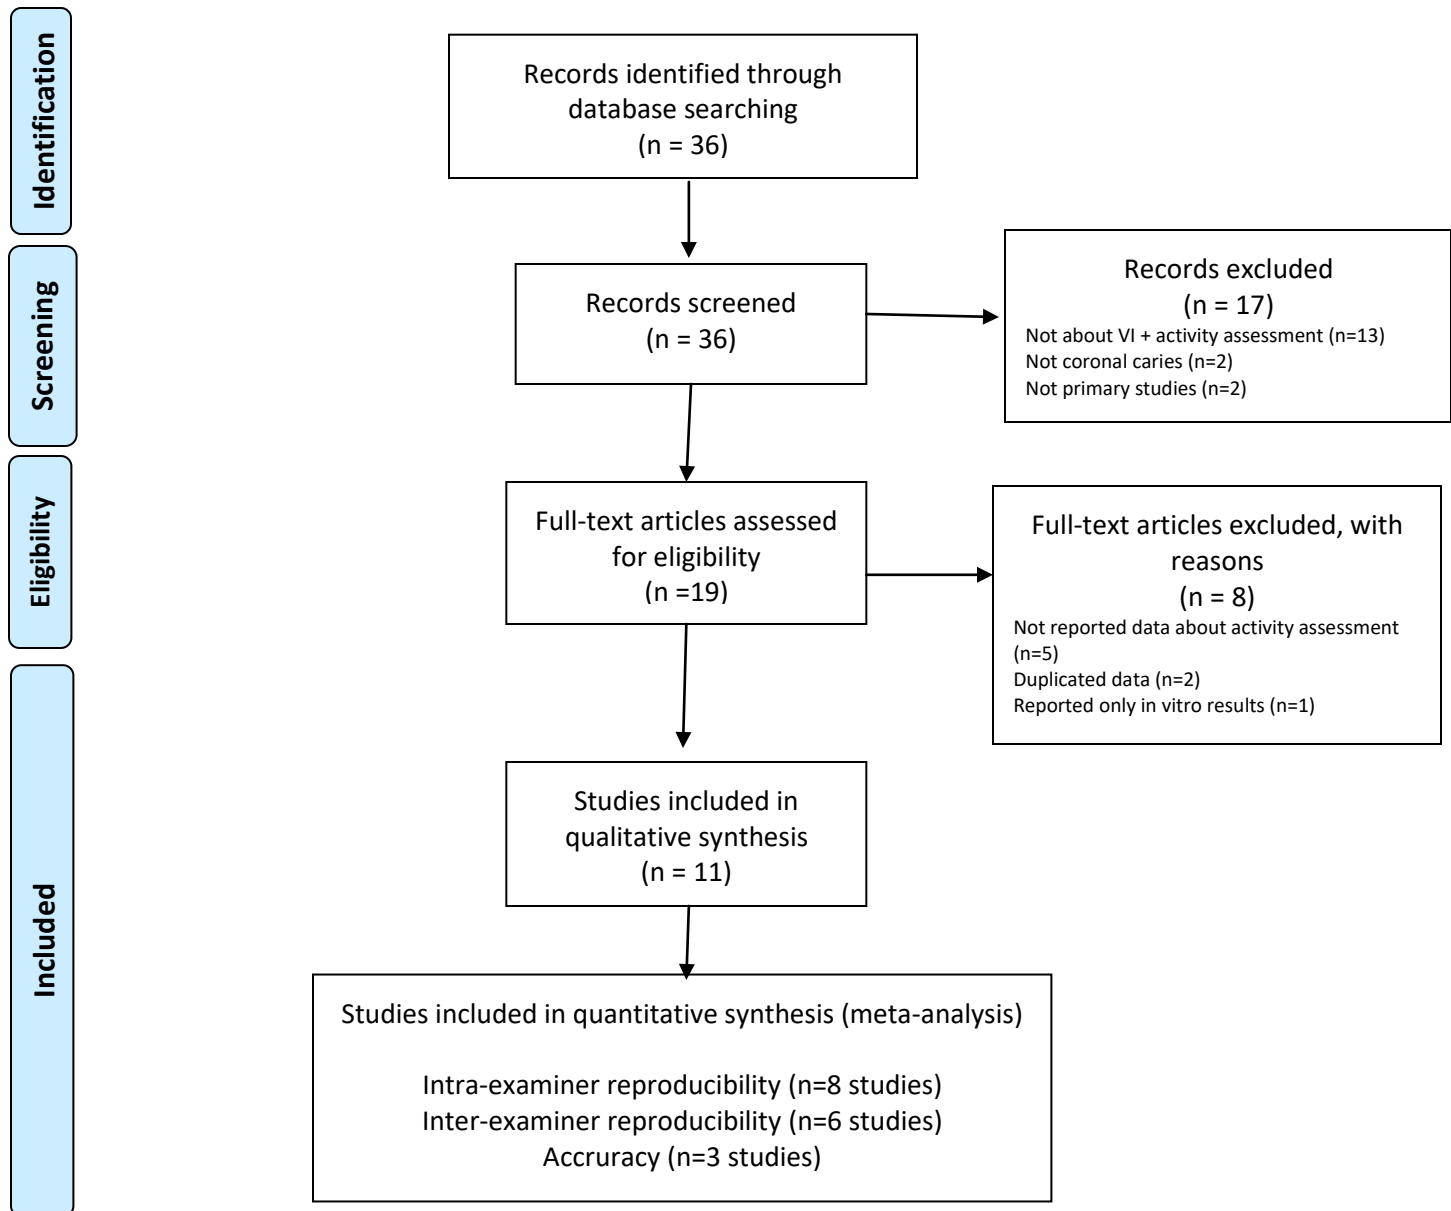 Identification
Records identified through
database searching
(n = 36)
Screening
Records screened
(n = 36)
Records excluded
(n = 17)
Not about VI + activity assessment (n=13)
Not coronal caries (n=2)
Not primary studies (n=2)
Eligibility
Full-text articles assessed
for eligibility
(n =19)
Full-text articles excluded, with
reasons
(n = 8)
Not reported data about activity assessment
(n=5)
Duplicated data (n=2)
Reported only in vitro results (n=1)
Included
Studies included in
qualitative synthesis
(n = 11)
Studies included in quantitative synthesis (meta-analysis)
Intra-examiner reproducibility (n=8 studies)
Inter-examiner reproducibility (n=6 studies)
Accruracy (n=3 studies)